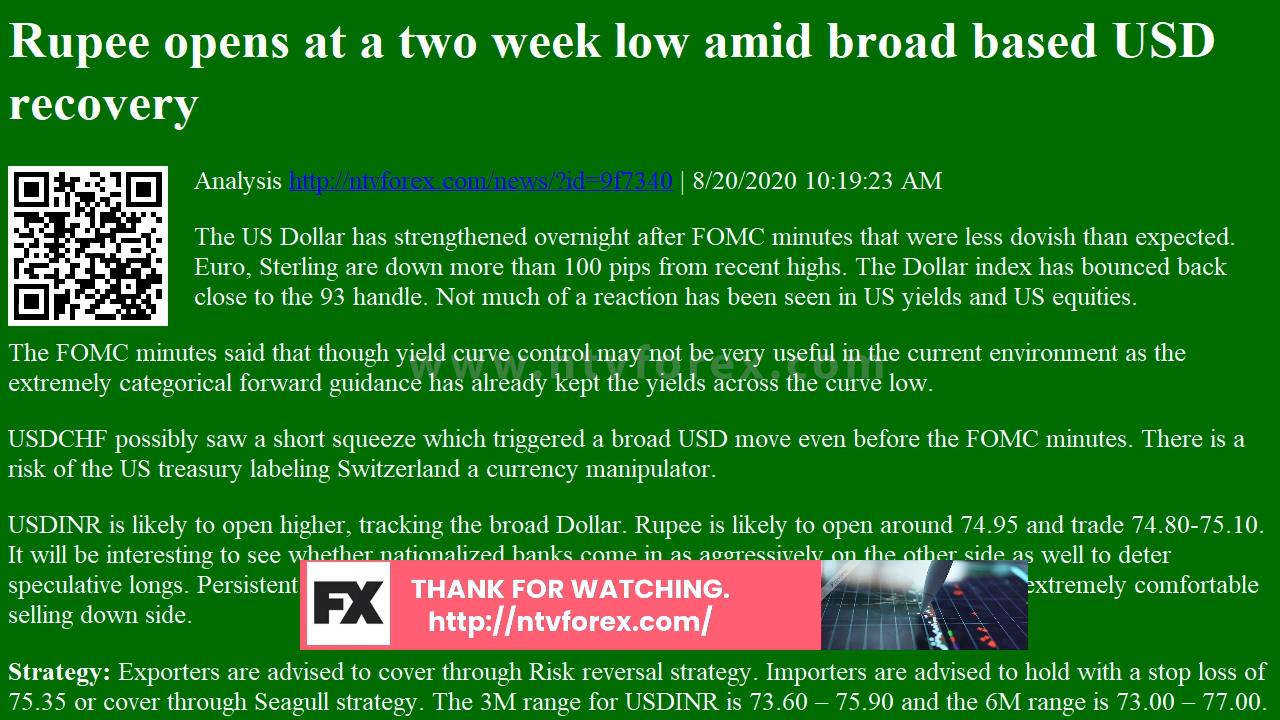 Rupee opens at a two week low amid broad based USD
recovery
Analysis http://ntvforex.com/news/?id=9f7340 | 8/20/2020 10:19:23 AM
The US Dollar has strengthened overnight after FOMC minutes that were less dovish than expected.
Euro, Sterling are down more than 100 pips from recent highs. The Dollar index has bounced back
close to the 93 handle. Not much of a reaction has been seen in US yields and US equities.
The FOMC minutes said that though yield curve control may not be very useful in the current environment as the
www.ntvforex.com
extremely categorical forward guidance has already kept the yields across the curve low.
USDCHF possibly saw a short squeeze which triggered a broad USD move even before the FOMC minutes. There is a
risk of the US treasury labeling Switzerland a currency manipulator.
USDINR is likely to open higher, tracking the broad Dollar. Rupee is likely to open around 74.95 and trade 74.80-75.10.
It will be interesting to see whether nationalized banks come in as aggressively on the other side as well to deter
speculative longs. Persistent extremely comfortable
selling down side.
FX
THANK FOR WATCHING.
http://ntvforex.com/
Strategy: Exporters are advised to cover through Risk reversal strategy. Importers are advised to hold with a stop loss of
75.35 or cover through Seagull strategy. The 3M range for USDINR is 73.60 – 75.90 and the 6M range is 73.00 – 77.00.